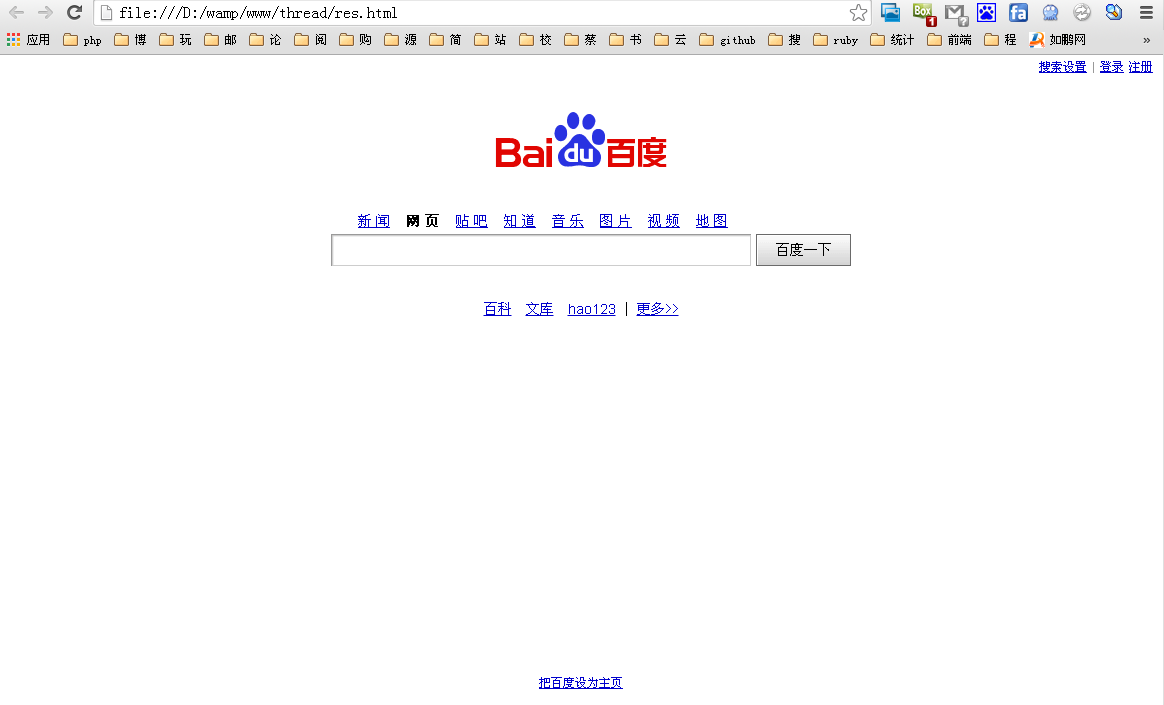 file:///D:/wamp/www/thread/res.html
Box 1 ? fa
应用 php 博 玩 邮 论 阅 购 源 简 站 校 蔡 书 云 github 搜 ruby 统计 前端 程 如鹏网 »
搜索设置 | 登录 注册
Bai du 百度
新 闻 网 页 贴 吧 知 道 音 乐 图 片 视 频 地 图
百度一下
百科 文库 hao123 | 更多>>
把百度设为主页